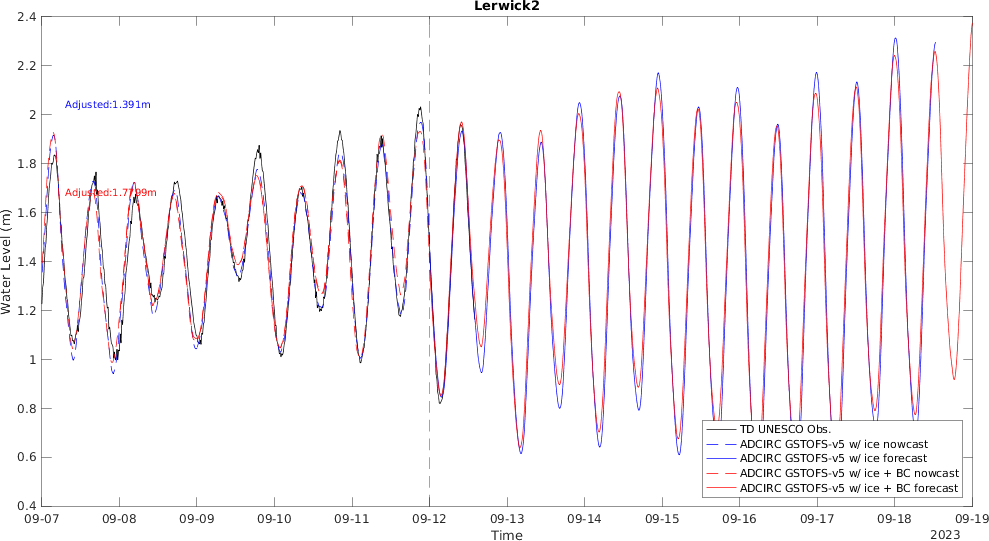 Lerwick2
2.4
2.2
2
1.8
1.6
1.4
1.2
1
0.8
0.6
0.4
Water Level (m)
Adjusted:1.391m
Adjusted:1.7799m
TD UNESCO Obs.
ADCIRC GSTOFS-v5 w/ ice nowcast
ADCIRC GSTOFS-v5 w/ ice forecast
ADCIRC GSTOFS-v5 w/ ice + BC nowcast
ADCIRC GSTOFS-v5 w/ ice + BC forecast
09-07 09-08 09-09 09-10 09-11 09-12 09-13 09-14 09-15 09-16 09-17 09-18 09-19
Time
2023